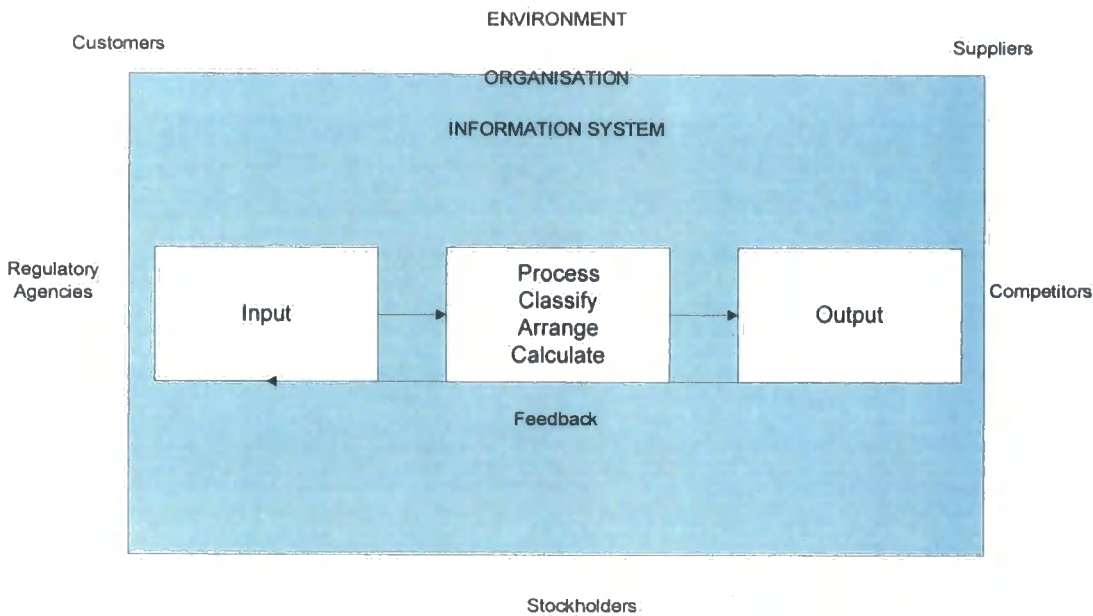 ENVIRONMENT
Customers
Suppliers
ORGANISATION
INFORMATION SYSTEM
Regulatory
Agencies
Input
Process
Classify
Arrange
Calculate
Output
Competitors
Feedback
Stockholders